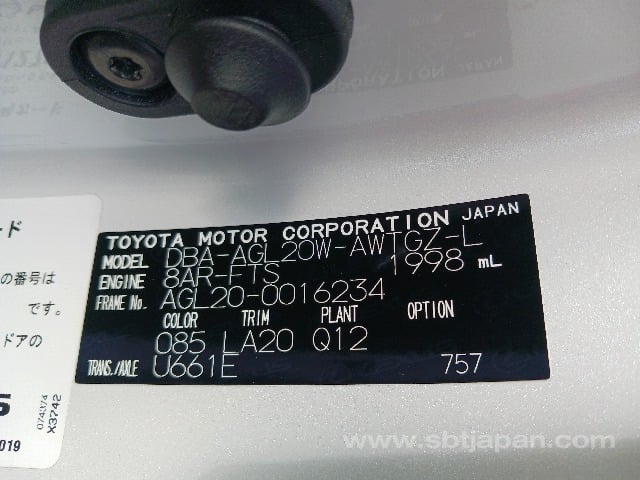 TOYOTA MOTOR CORPORATION JAPAN
MODEL DBA-AGL20W-AWTGZ-L
ENGINE 8AR-FTS 1998 mL
FRAME No. AGL20-0016234
COLOR TRIM PLANT OPTION
085 LA20 Q12
TRANS./AXLE U661E 757
ード
の番号は
です。
ドアの
S
074374
X3742
019
www.sbtjapan.com